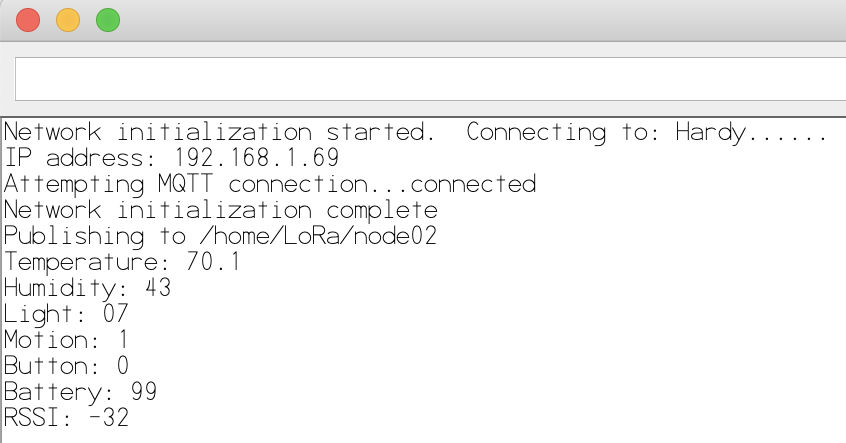 Network initialization started.  Connecting to: Hardy......
IP address: 192.168.1.69
Attempting MQTT connection...connected
Network initialization complete
Publishing to /home/LoRa/node02
Temperature: 70.1
Humidity: 43
Light: 07
Motion: 1
Button: 0
Battery: 99
RSSI: -32